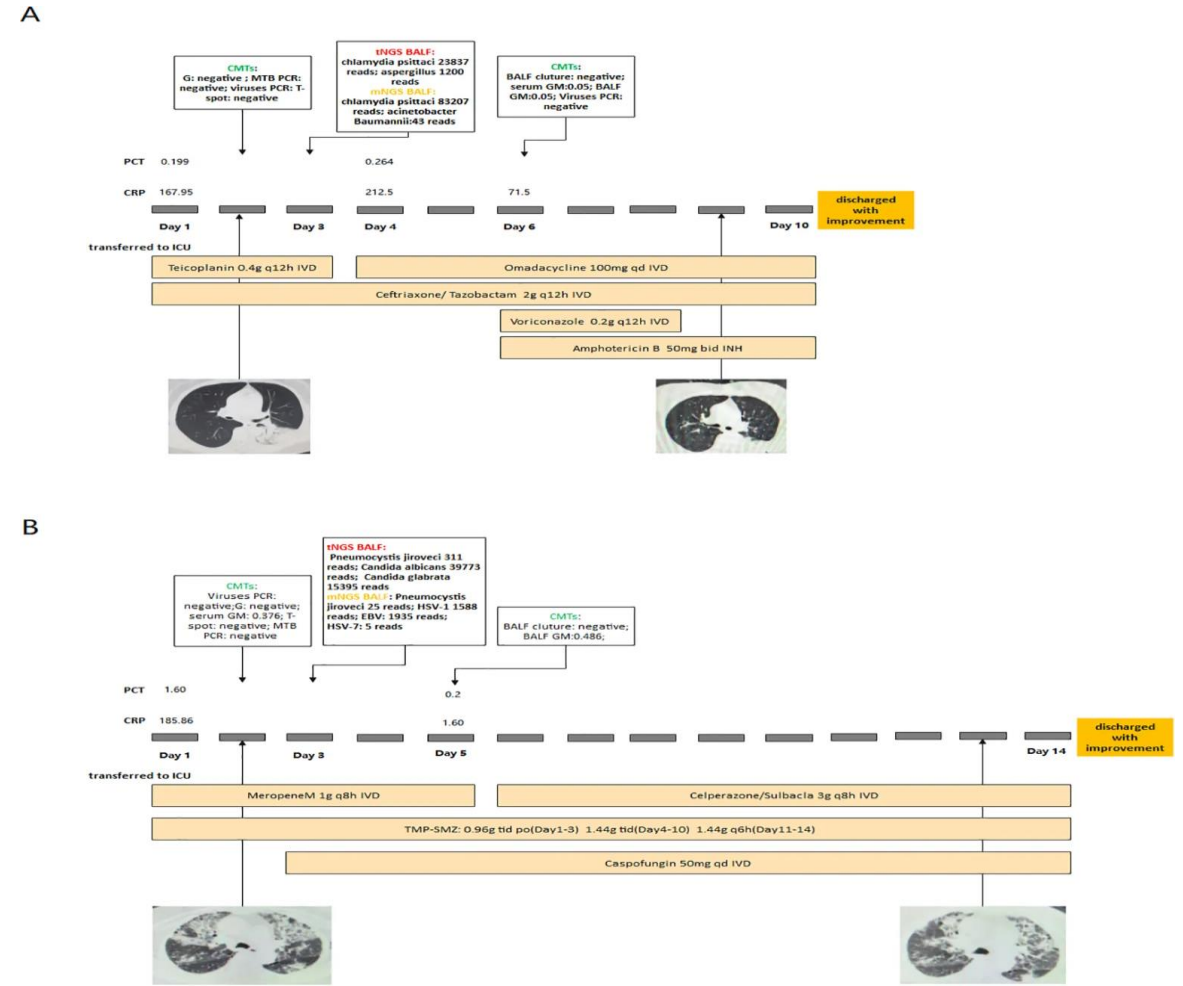 A
CMTs:
G: negative ; MTB PCR:
negative; viruses PCR: T-
spot: negative
tNGS BALF:
chlamydia psittaci 23837
reads; aspergillus 1200
reads
mNGS BALF:
chlamydia psittaci 83207
reads; acinetobacter
Baumannii:43 reads
CMTs:
BALF cluture: negative;
serum GM:0.05; BALF
GM:0.05; Viruses PCR:
negative
PCT 0.199 0.264
CRP 167.95 212.5 71.5
Day 1 Day 3 Day 4 Day 6 Day 10
discharged
with
improvement
transferred to ICU
Teicoplanin 0.4g q12h IVD
Omadacycline 100mg qd IVD
Ceftriaxone/ Tazobactam 2g q12h IVD
Voriconazole 0.2g q12h IVD
Amphotericin B 50mg bid INH
B
CMTs:
Viruses PCR:
negative;G: negative;
serum GM: 0.376; T-
spot: negative; MTB
PCR: negative
tNGS BALF:
Pneumocystis jiroveci 311
reads; Candida albicans 39773
reads; Candida glabrata
15395 reads
mNGS BALF: Pneumocystis
jiroveci 25 reads; HSV-1 1588
reads; EBV: 1935 reads;
HSV-7: 5 reads
CMTs:
BALF cluture: negative;
BALF GM:0.486;
PCT 1.60 0.2
CRP 185.86 1.60
Day 1 Day 3 Day 5 Day 14
discharged
with
improvement
transferred to ICU
MeropeneM 1g q8h IVD
Celperazone/Sulbacla 3g q8h IVD
TMP-SMZ: 0.96g tid po(Day1-3) 1.44g tid(Day4-10) 1.44g q6h(Day11-14)
Caspofungin 50mg qd IVD